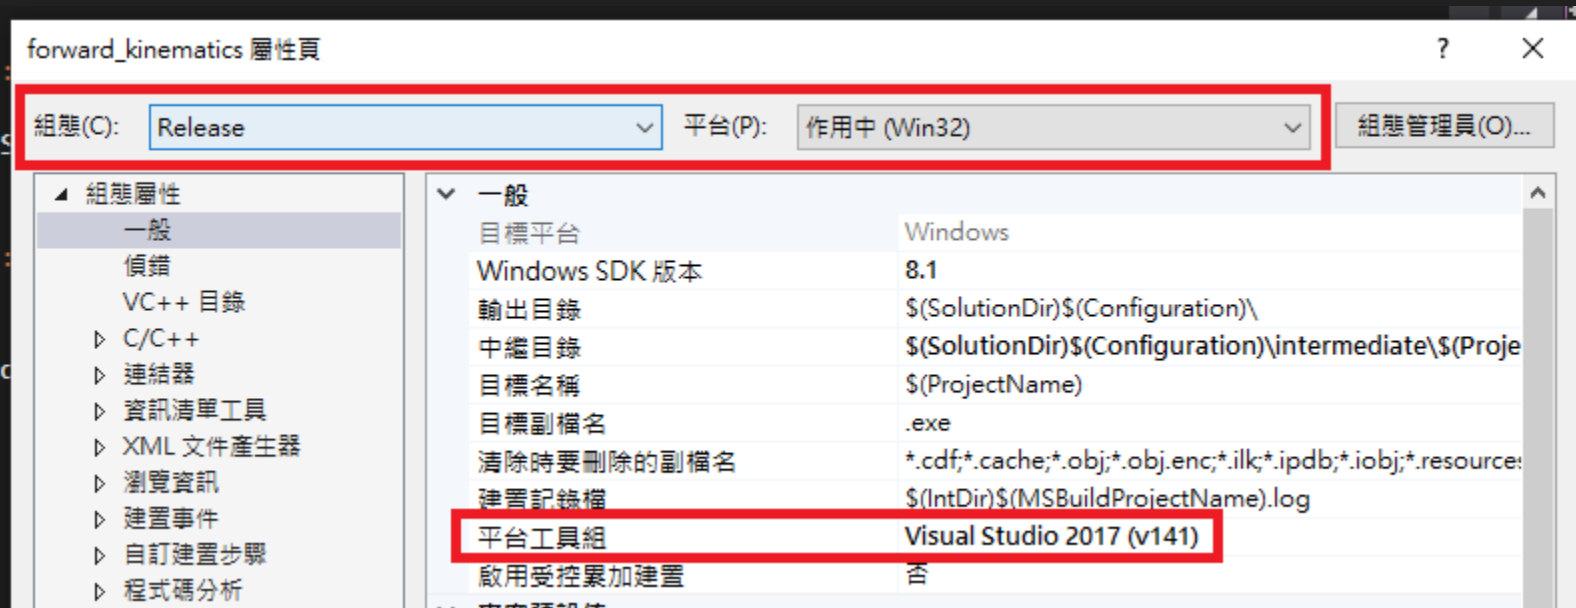 forward_kinematics 屬性頁
組態(C): Release 平台(P): 作用中 (Win32) 組態管理員(O)...
組態屬性
一般
偵錯
VC++ 目錄
C/C++
連結器
資訊清單工具
XML 文件產生器
瀏覽資訊
建置事件
自訂建置步驟
程式碼分析
一般
目標平台 Windows
Windows SDK 版本 8.1
輸出目錄 $(SolutionDir)$(Configuration)\
中繼目錄 $(SolutionDir)$(Configuration)\intermediate\$(Proje
目標名稱 $(ProjectName)
目標副檔名 .exe
清除時要刪除的副檔名 *.cdf;*.cache;*.obj;*.obj.enc;*.ilk;*.ipdb;*.iobj;*.resources
建置記錄檔 $(IntDir)$(MSBuildProjectName).log
平台工具組 Visual Studio 2017 (v141)
啟用受控累加建置 否